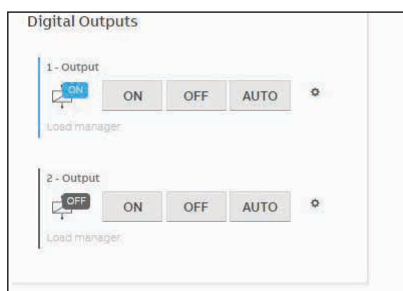 Digital Outputs
1 - Output
ON
ON OFF AUTO
Load manager
2 - Output
OFF
ON OFF AUTO
Load manager